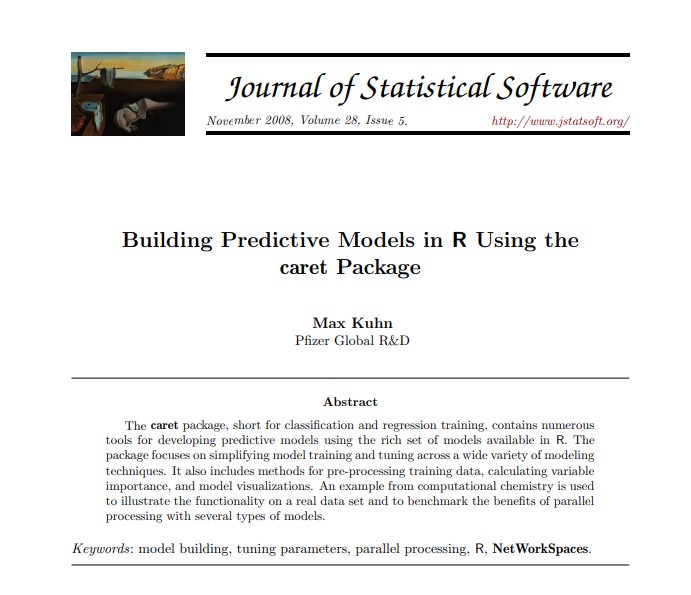 Journal of Statistical Software
November 2008, Volume 28, Issue 5.
http://www.jstatsoft.org/
Building Predictive Models in R Using the
caret Package
Max Kuhn
Pfizer Global R&D
Abstract
The caret package, short for classification and regression training, contains numerous
tools for developing predictive models using the rich set of models available in R. The
package focuses on simplifying model training and tuning across a wide variety of modeling
techniques. It also includes methods for pre-processing training data, calculating variable
importance, and model visualizations. An example from computational chemistry is used
to illustrate the functionality on a real data set and to benchmark the benefits of parallel
processing with several types of models.
Keywords: model building, tuning parameters, parallel processing, R, NetWorkSpaces.